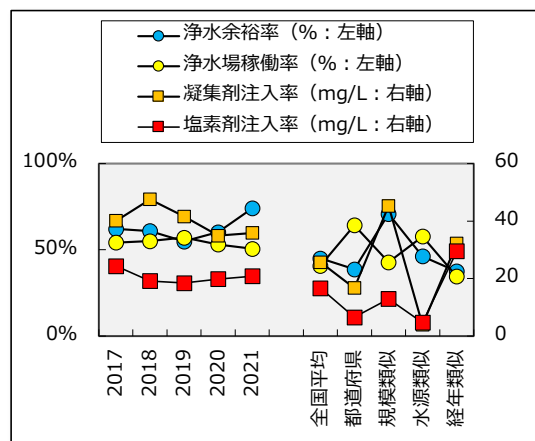 浄水余裕率（%：左軸）
浄水場稼働率（%：左軸）
凝集剤注入率（mg/L：右軸）
塩素剤注入率（mg/L：右軸）
100%
50%
0%
60
40
20
0
2017
2018
2019
2020
2021
全国平均
都道府県
規模類似
水源類似
経年類似